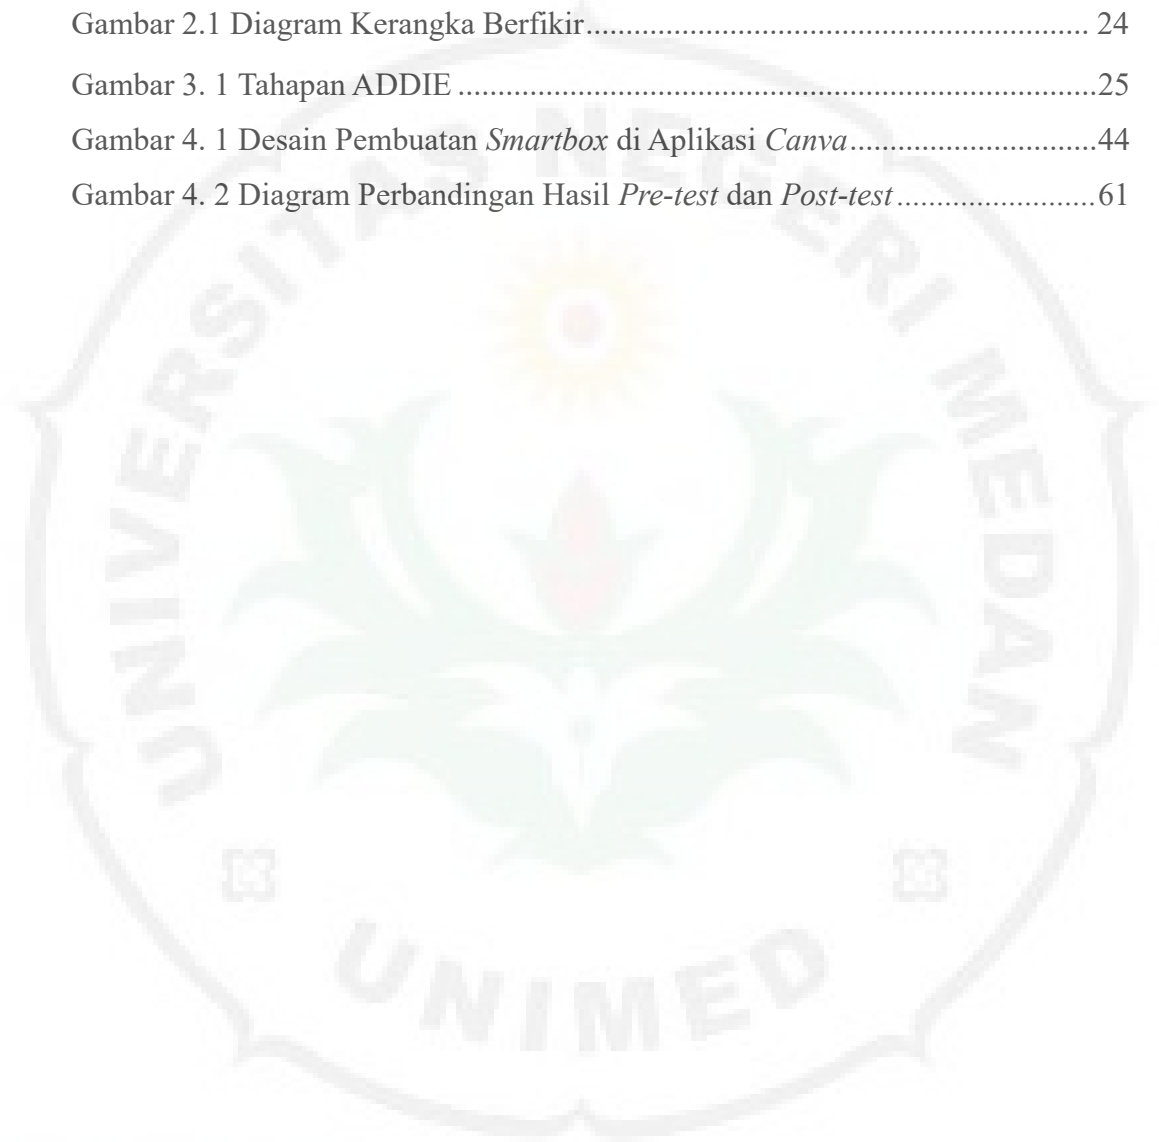 Gambar 2.1 Diagram Kerangka Berfikir............................................................... 24
Gambar 3. 1 Tahapan ADDIE ................................................................................25
Gambar 4. 1 Desain Pembuatan Smartbox di Aplikasi Canva...............................44
Gambar 4. 2 Diagram Perbandingan Hasil Pre-test dan Post-test.........................61
UNIVERSITAS NEGERI MEDAN
UNIMED